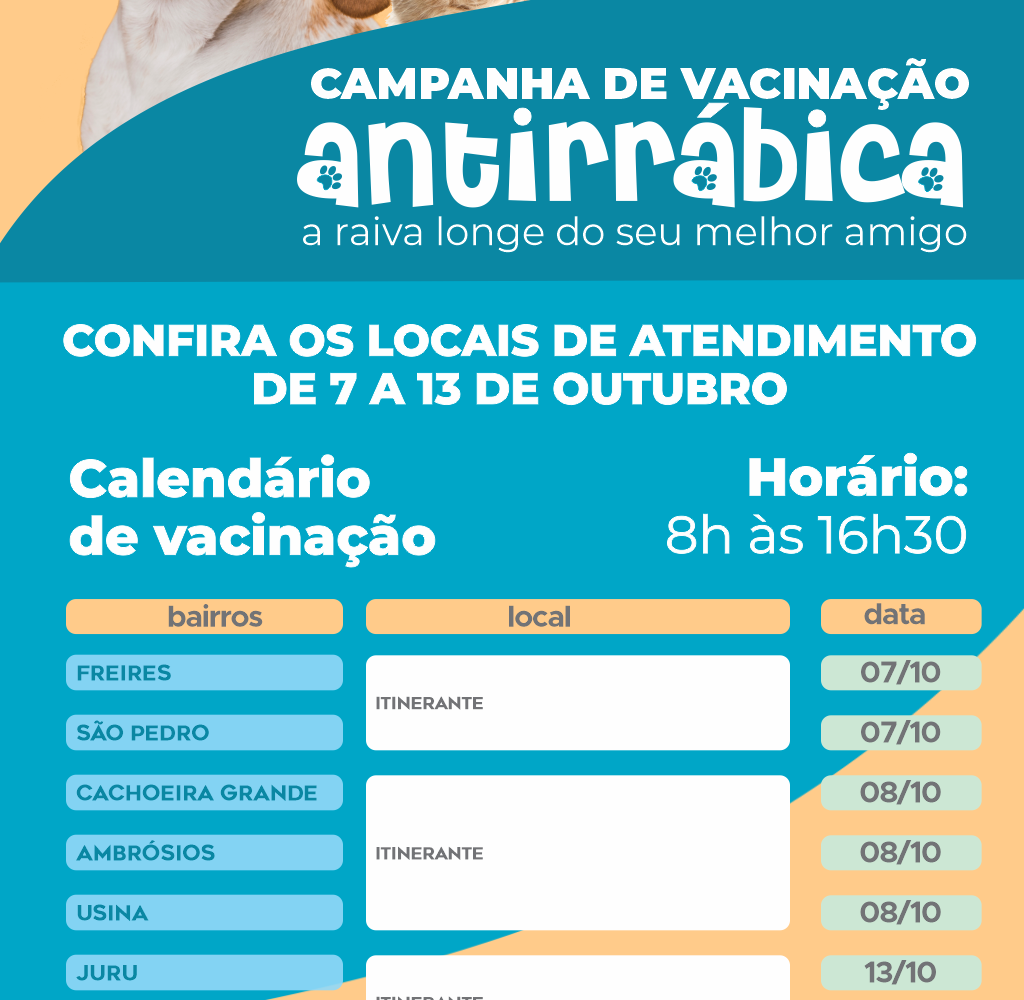 CAMPANHA DE VACINAÇÃO
antirrábica
a raiva longe do seu melhor amigo
CONFIRA OS LOCAIS DE ATENDIMENTO
DE 7 A 13 DE OUTUBRO
Calendário
de vacinação
Horário:
8h às 16h30
bairros local data
FREIRES 07/10
ITINERANTE
SÃO PEDRO 07/10
CACHOEIRA GRANDE 08/10
AMBRÓSIOS ITINERANTE 08/10
USINA 08/10
JURU 13/10
ITINERANTE